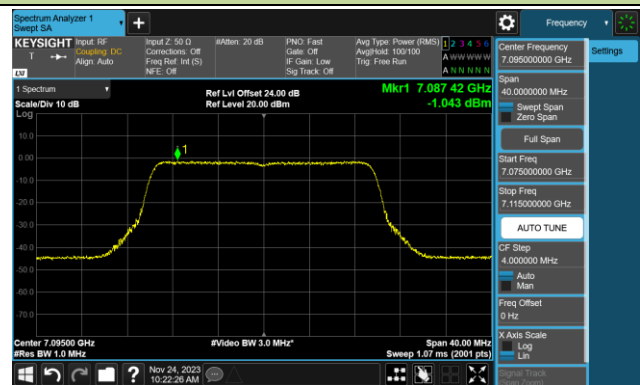 Spectrum Analyzer 1
Swept SA
Frequency
KEYSIGHT
Input: RF
Coupling: DC
Align: Auto
Input Z: 50 Ω
Corrections: Off
Freq Ref: Int (S)
NFE: Off
#Atten: 20 dB
PNO: Fast
Gate: Off
IF Gain: Low
Sig Track: Off
Avg Type: Power (RMS)
Avg|Hold: 100/100
Trig: Free Run
1 2 3 4 5 6
A W W W W W
A N N N N N
T
LXI
Center Frequency
7.095000000 GHz
Settings
Span
40.0000000 MHz
Swept Span
Zero Span
Full Span
Start Freq
7.075000000 GHz
Stop Freq
7.115000000 GHz
AUTO TUNE
CF Step
4.000000 MHz
Auto
Man
Freq Offset
0 Hz
X Axis Scale
Log
Lin
Signal Track
(Span Zoom)
1 Spectrum
Scale/Div 10 dB
Log
Ref Lvl Offset 24.00 dB
Ref Level 20.00 dBm
Mkr1 7.087 42 GHz
-1.043 dBm
1
10.0
0.00
-10.0
-20.0
-30.0
-40.0
-50.0
-60.0
-70.0
Center 7.09500 GHz
#Res BW 1.0 MHz
#Video BW 3.0 MHz*
Span 40.00 MHz
Sweep 1.07 ms (2001 pts)
Nov 24, 2023
10:22:26 AM